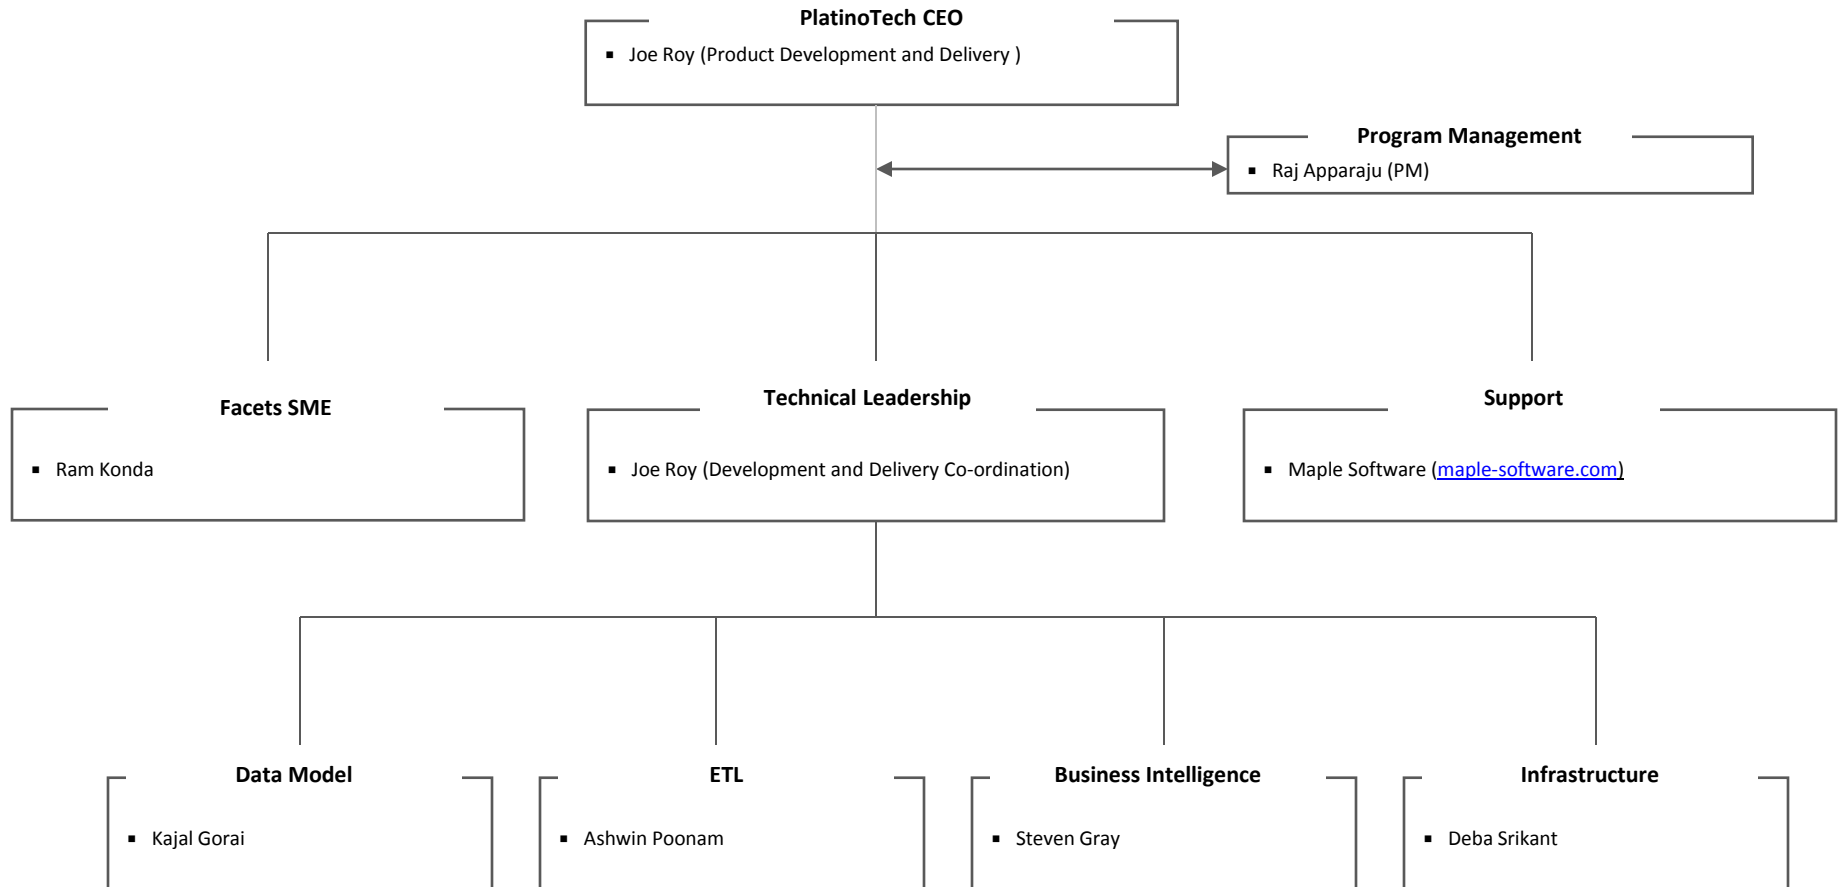 PlatinoTech CEO
▪ Joe Roy (Product Development and Delivery )
Program Management
▪ Raj Apparaju (PM)
Facets SME
▪ Ram Konda
Technical Leadership
▪ Joe Roy (Development and Delivery Co-ordination)
Support
▪ Maple Software (maple-software.com)
Data Model
▪ Kajal Gorai
ETL
▪ Ashwin Poonam
Business Intelligence
▪ Steven Gray
Infrastructure
▪ Deba Srikant